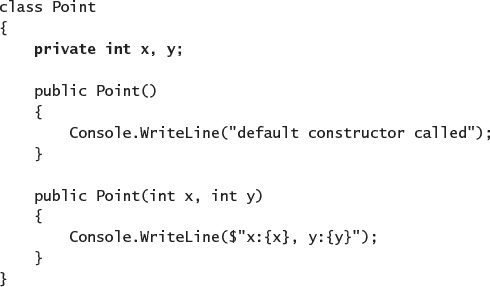 class Point
{
    private int x, y;
    public Point()
    {
        Console.WriteLine("default constructor called");
    }
    public Point(int x, int y)
    {
        Console.WriteLine($"x:{x}, y:{y}");
    }
}